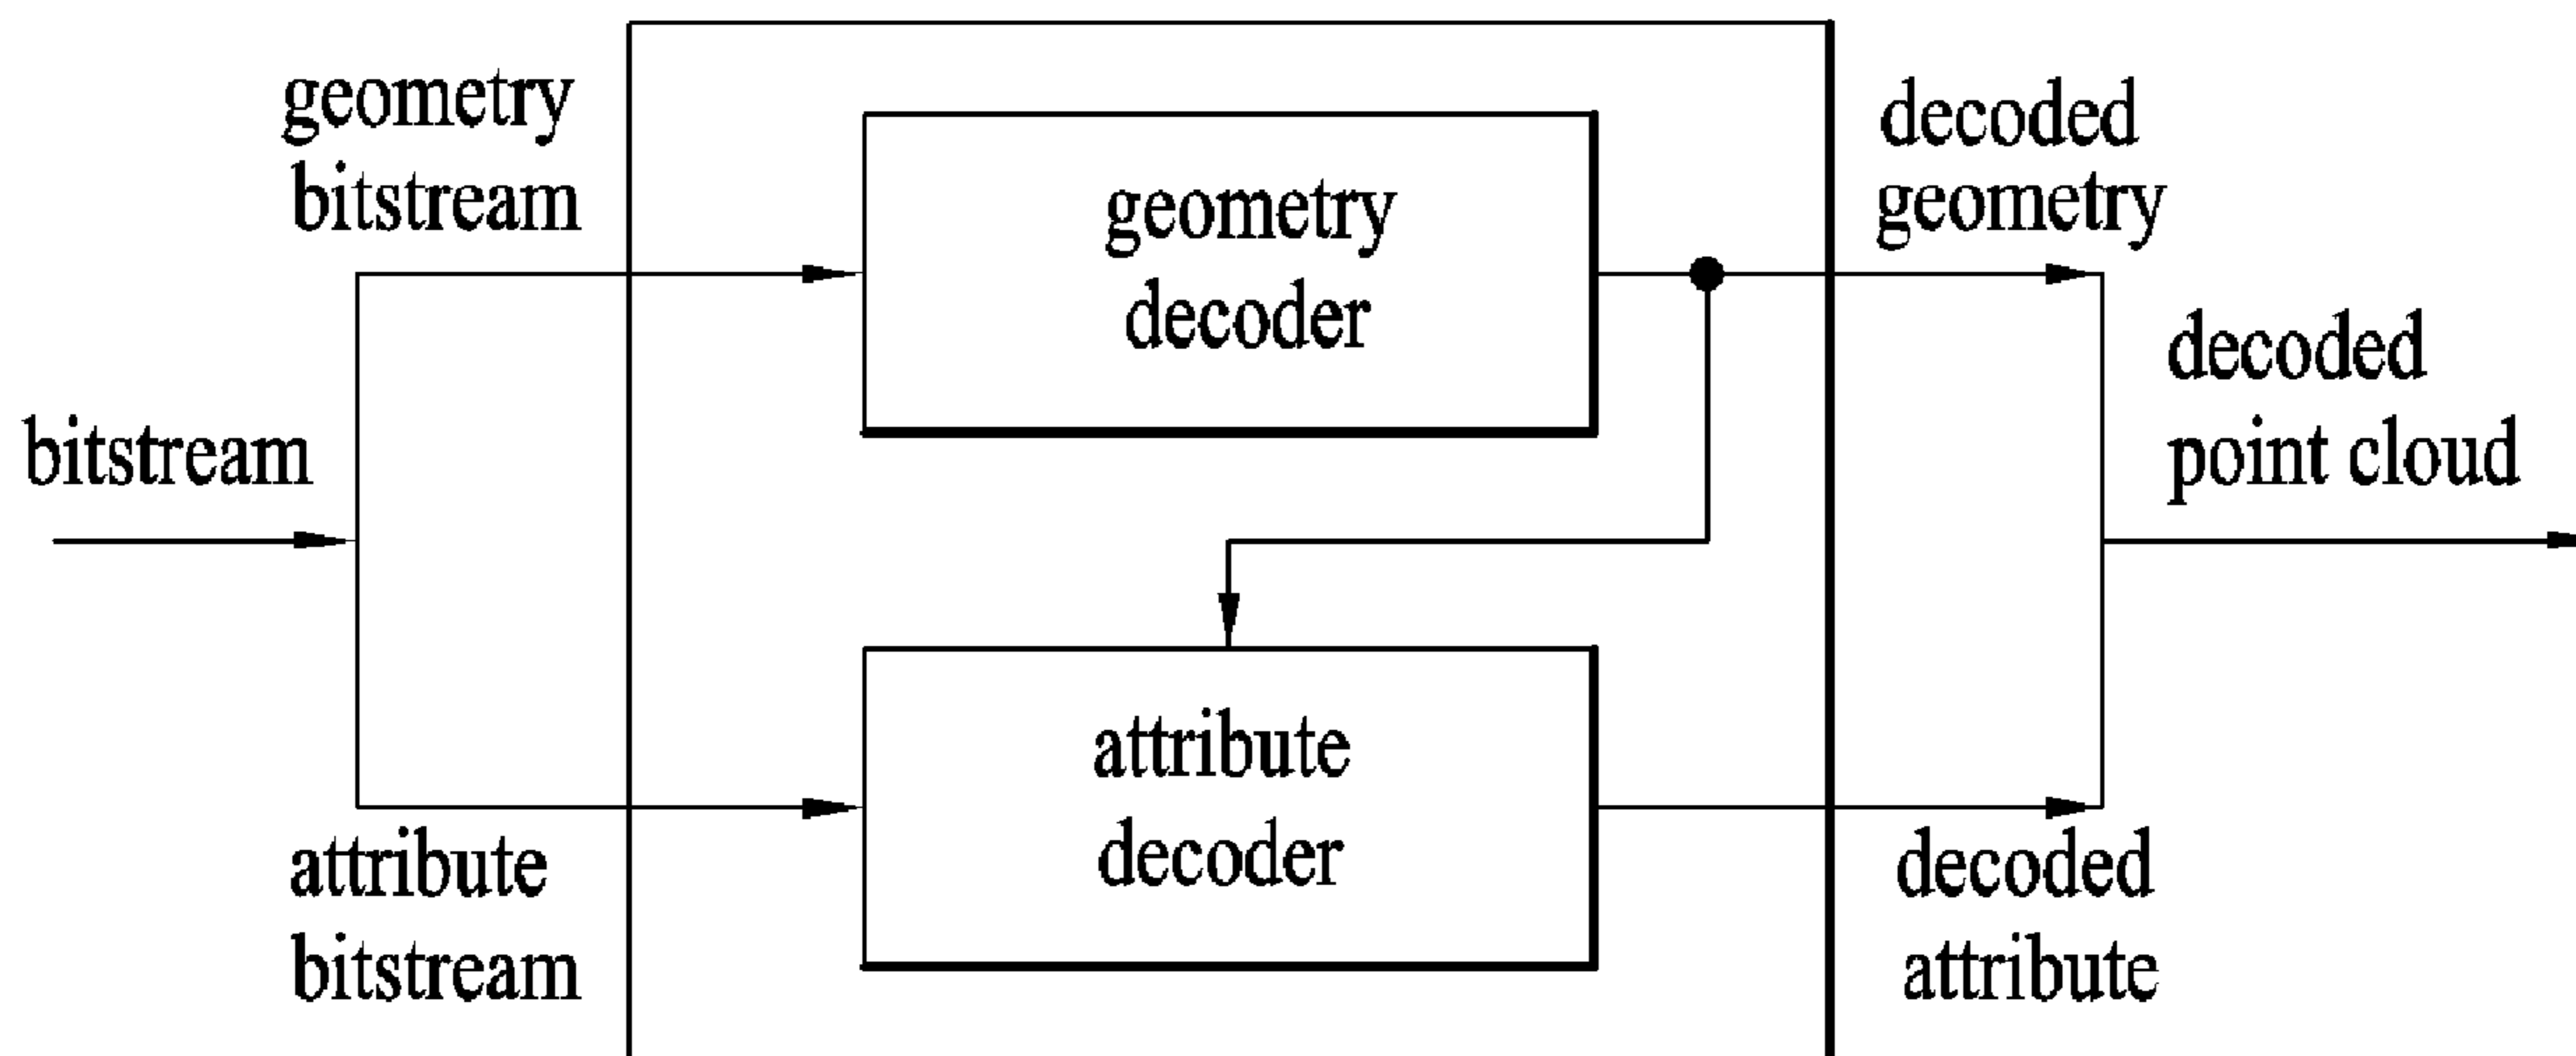 geometry
bitstream
bitstream
attribute
bitstream
geometry
decoder
attribute
decoder
decoded
geometry
decoded
point cloud
decoded
attribute